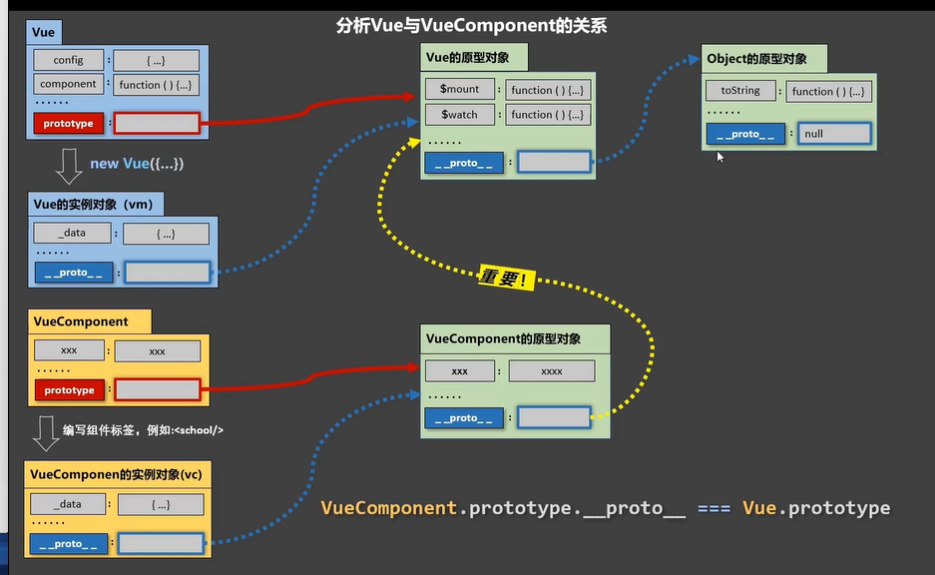 分析Vue与VueComponent的关系
Vue
config : {...}
component : function ( ) {...}
······
prototype :
new Vue({...})
Vue的实例对象（vm）
_data : {...}
······
__proto__ :
VueComponent
xxx : xxx
······
prototype :
编写组件标签，例如:<school/>
VueComponen的实例对象(vc)
_data : {...}
······
__proto__ :
Vue的原型对象
$mount : function ( ) {...}
$watch : function ( ) {...}
······
__proto__ :
Object的原型对象
toString : function ( ) {...}
······
__proto__ : null
重要！
VueComponent的原型对象
xxx : xxxx
······
__proto__ :
VueComponent.prototype.__proto__ === Vue.prototype